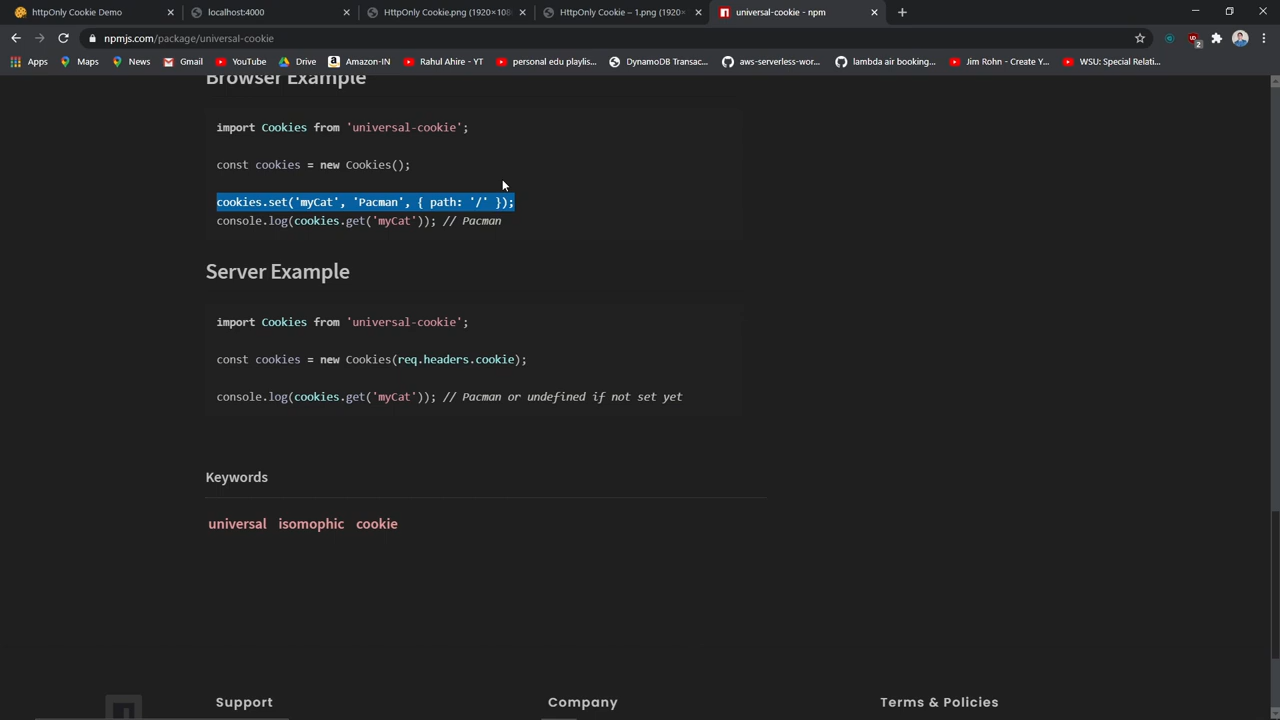 httpOnly Cookie Demo
localhost:4000
HttpOnly Cookie.png (1920×108
HttpOnly Cookie – 1.png (1920×
universal-cookie - npm
npmjs.com/package/universal-cookie
Apps
Maps
News
Gmail
YouTube
Drive
Amazon-IN
Rahul Ahire - YT
personal edu playlis...
DynamoDB Transac...
aws-serverless-wor...
lambda air booking...
Jim Rohn - Create Y...
WSU: Special Relati...
Browser Example
import Cookies from 'universal-cookie';
const cookies = new Cookies();
cookies.set('myCat', 'Pacman', { path: '/' });
console.log(cookies.get('myCat')); // Pacman
Server Example
import Cookies from 'universal-cookie';
const cookies = new Cookies(req.headers.cookie);
console.log(cookies.get('myCat')); // Pacman or undefined if not set yet
Keywords
universal isomophic cookie
Support
Company
Terms & Policies